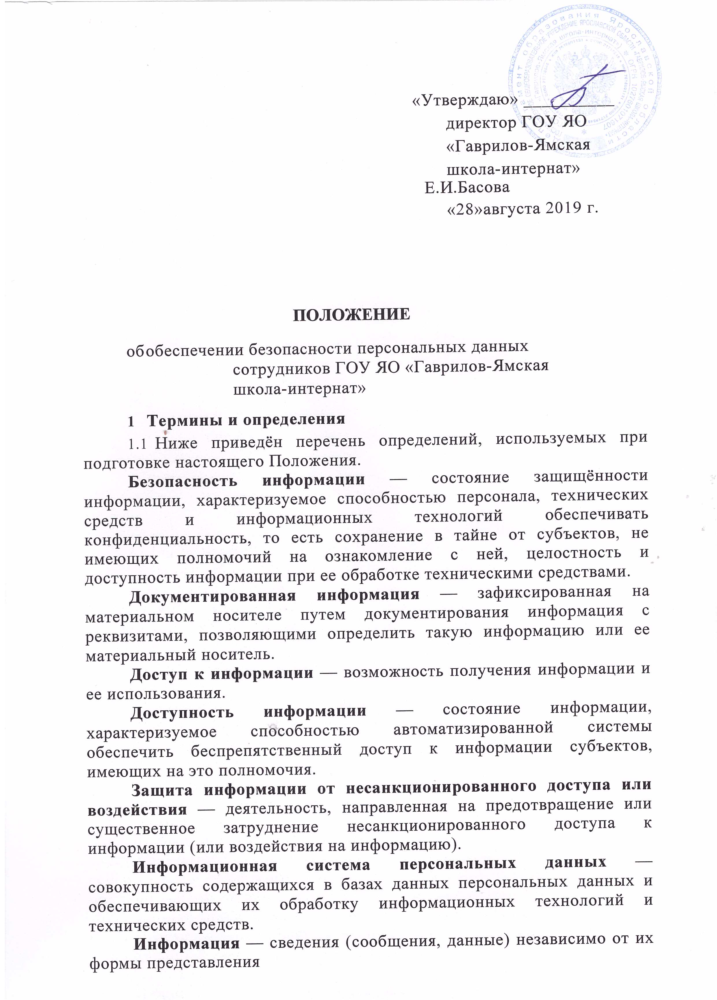 «Утверждаю» __________
директор ГОУ ЯО
«Гаврилов-Ямская
школа-интернат»
Е.И.Басова
«28»августа 2019 г.
ПОЛОЖЕНИЕ
обобеспечении безопасности персональных данных
сотрудников ГОУ ЯО «Гаврилов-Ямская
школа-интернат»
1 Термины и определения
1.1 Ниже приведён перечень определений, используемых при
подготовке настоящего Положения.
Безопасность информации — состояние защищённости
информации, характеризуемое способностью персонала, технических
средств и информационных технологий обеспечивать
конфиденциальность, то есть сохранение в тайне от субъектов, не
имеющих полномочий на ознакомление с ней, целостность и
доступность информации при ее обработке техническими средствами.
Документированная информация — зафиксированная на
материальном носителе путем документирования информация с
реквизитами, позволяющими определить такую информацию или ее
материальный носитель.
Доступ к информации — возможность получения информации и
ее использования.
Доступность информации — состояние информации,
характеризуемое способностью автоматизированной системы
обеспечить беспрепятственный доступ к информации субъектов,
имеющих на это полномочия.
Защита информации от несанкционированного доступа или
воздействия — деятельность, направленная на предотвращение или
существенное затруднение несанкционированного доступа к
информации (или воздействия на информацию).
Информационная система персональных данных —
совокупность содержащихся в базах данных персональных данных и
обеспечивающих их обработку информационных технологий и
технических средств.
Информация — сведения (сообщения, данные) независимо от их
формы представления